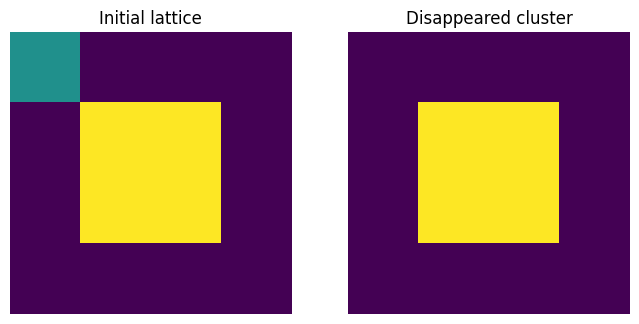 Initial lattice
Disappeared cluster